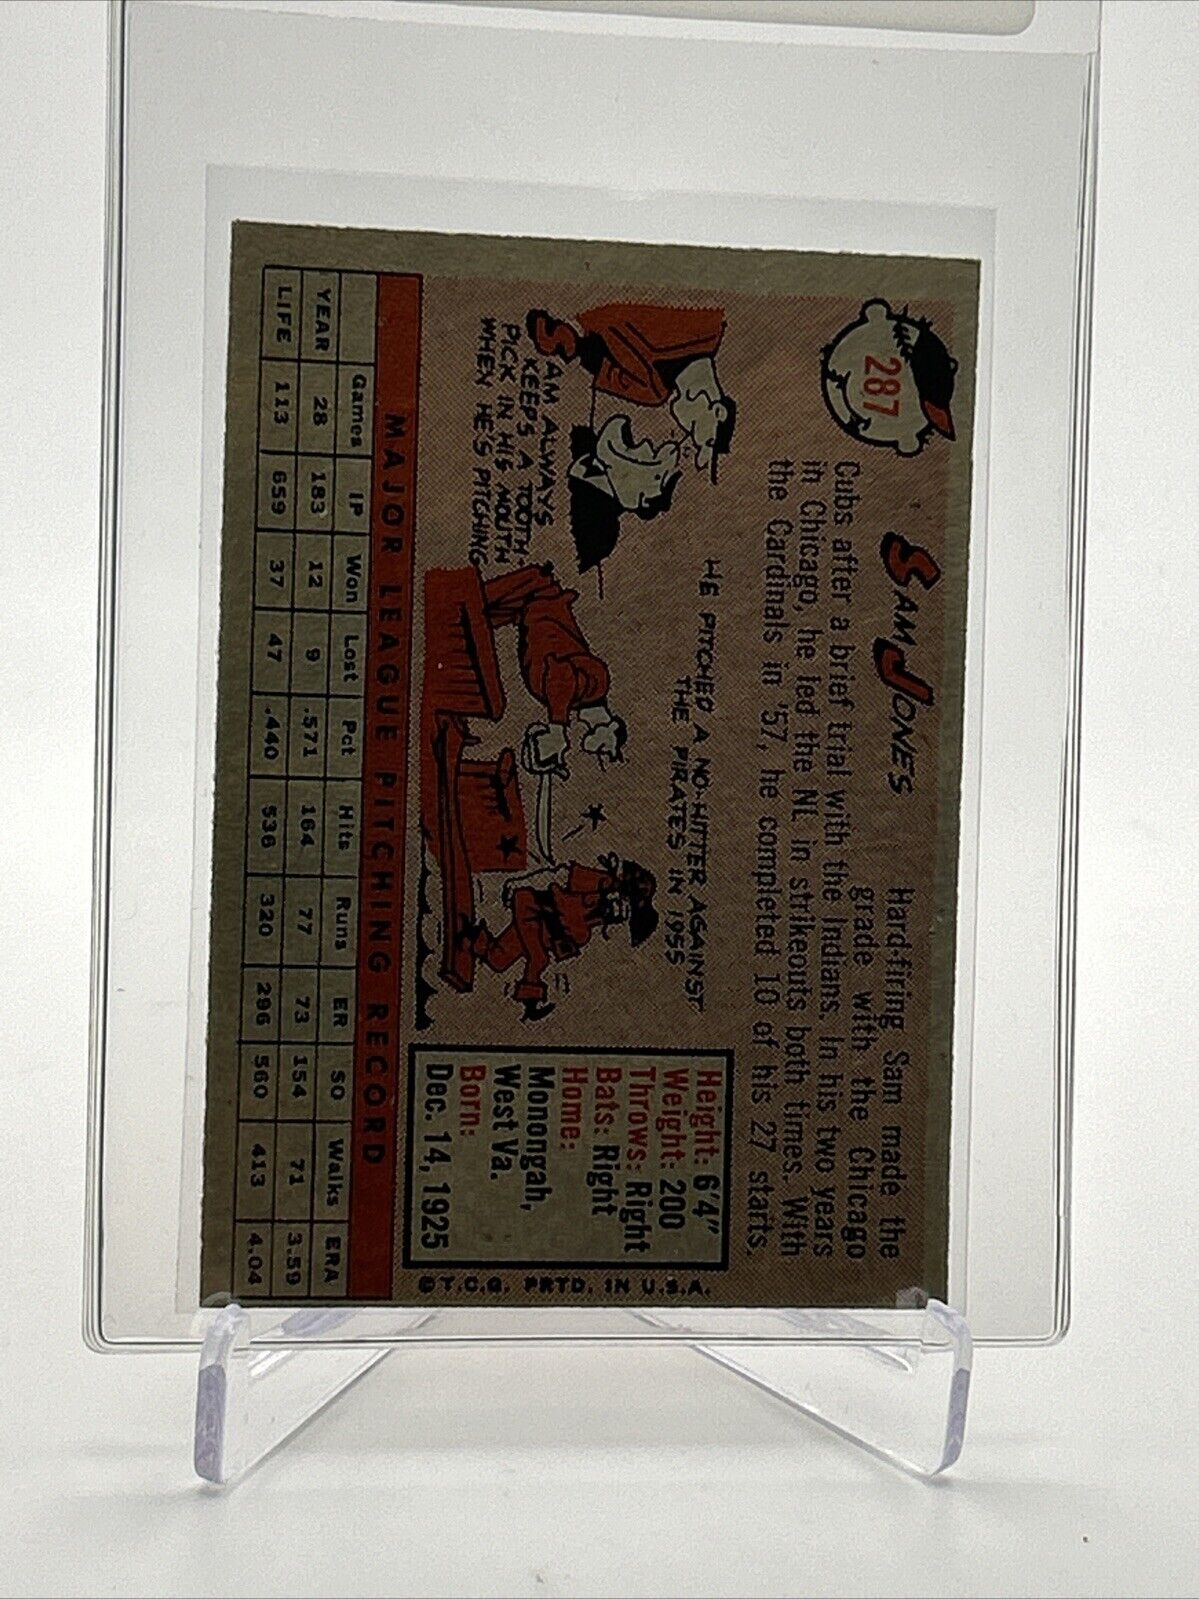 287
SAM JONES
Hard-firing Sam made the
grade with the Chicago
Cubs after a brief trial with the Indians. In his two years
in Chicago, he led the NL in strikeouts both times. With
the Cardinals in '57, he completed 10 of his 27 starts.
HE PITCHED A NO-HITTER AGAINST
THE PIRATES IN 1955
SAM ALWAYS
KEEPS A TOOTH
PICK IN HIS MOUTH
WHEN HE'S PITCHING
Height: 6'4"
Weight: 200
Throws: Right
Bats: Right
Home:
Monongah,
West Va.
Born:
Dec. 14, 1925
©T.C.G. PRTD. IN U.S.A.
MAJOR LEAGUE PITCHING RECORD
Games IP Won Lost Pct Hits Runs ER SO Walks ERA
YEAR 28 183 12 9 .571 164 77 73 154 71 3.59
LIFE 113 659 37 47 .440 536 320 296 560 413 4.04